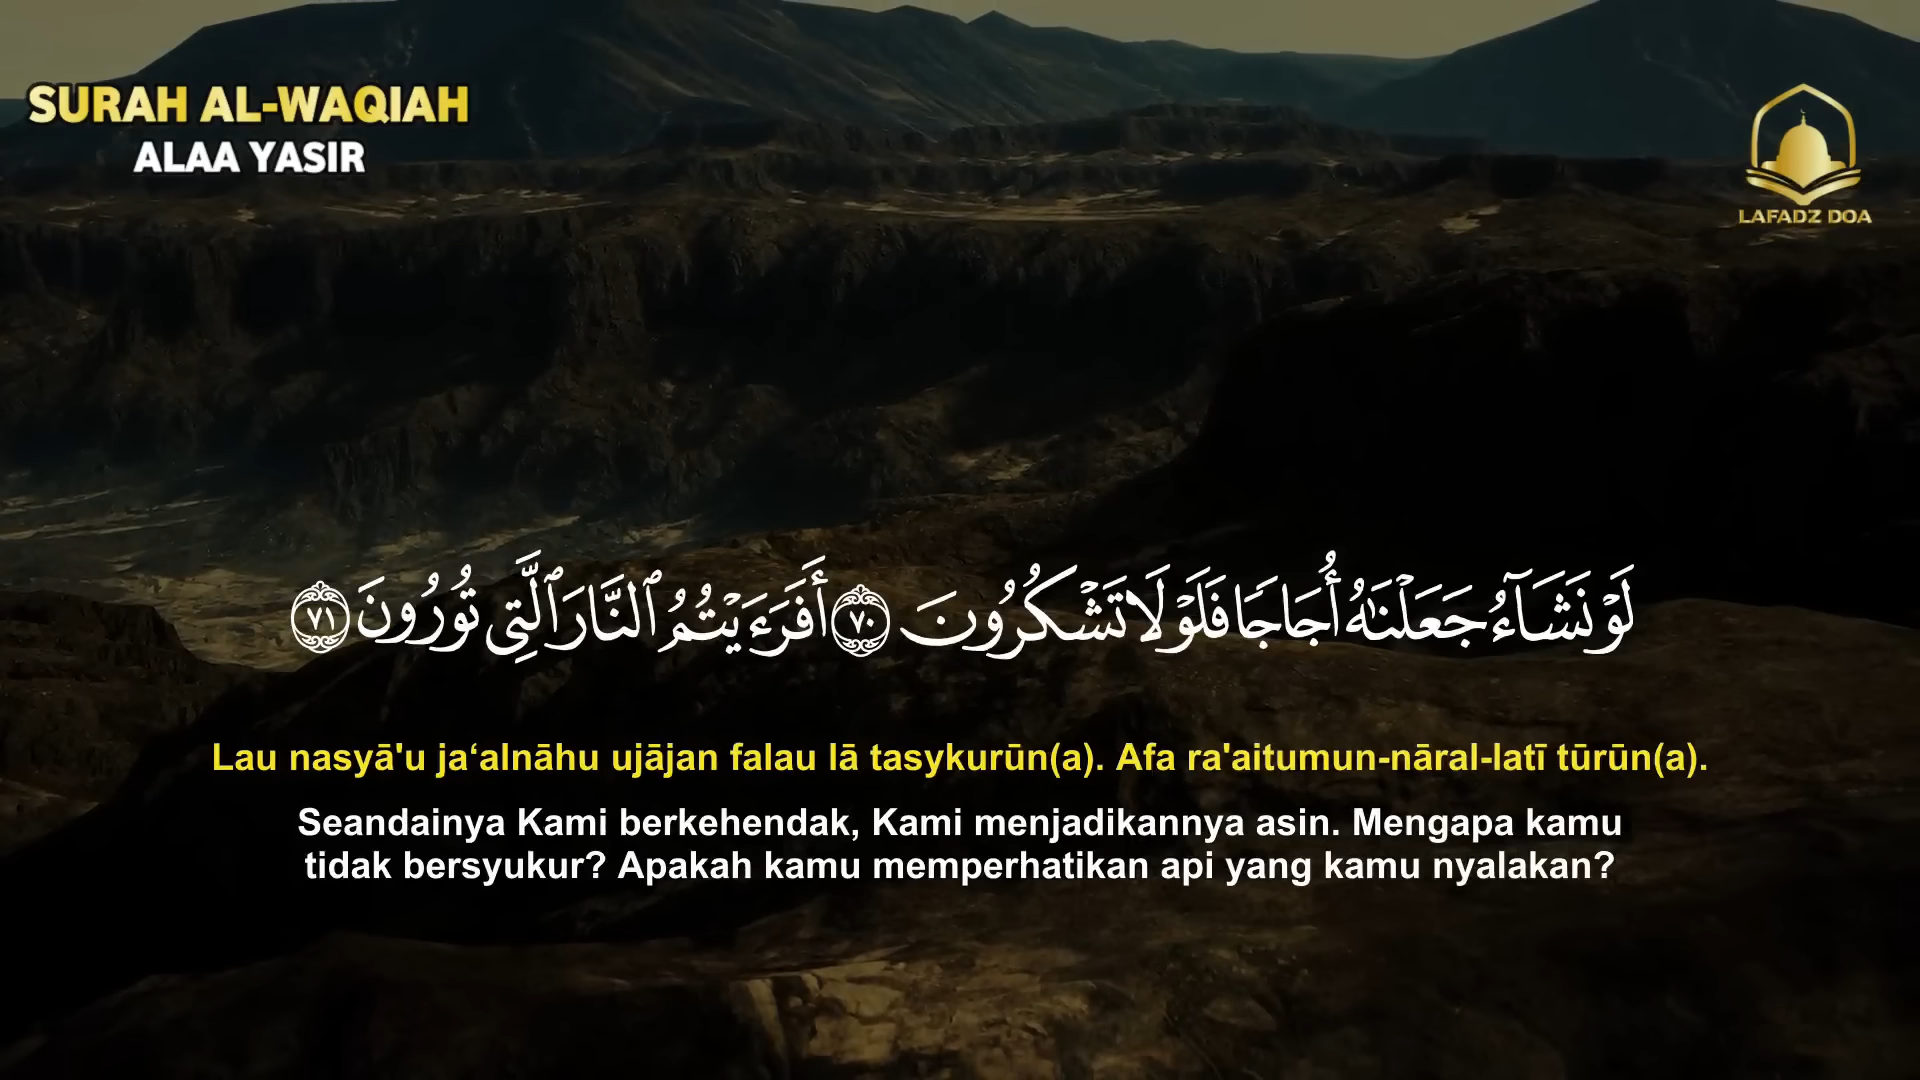 SURAH AL-WAQIAH
ALAA YASIR
LAFADZ DOA
لَوْ نَشَآءُ جَعَلْنَٰهُ أُجَاجًا فَلَوْلَا تَشْكُرُونَ ٧٠ أَفَرَءَيْتُمُ ٱلنَّارَ ٱلَّتِى تُورُونَ ٧١
Lau nasyā'u ja‘alnāhu ujājan falau lā tasykurūn(a). Afa ra'aitumun-nāral-latī tūrūn(a).
Seandainya Kami berkehendak, Kami menjadikannya asin. Mengapa kamu
tidak bersyukur? Apakah kamu memperhatikan api yang kamu nyalakan?